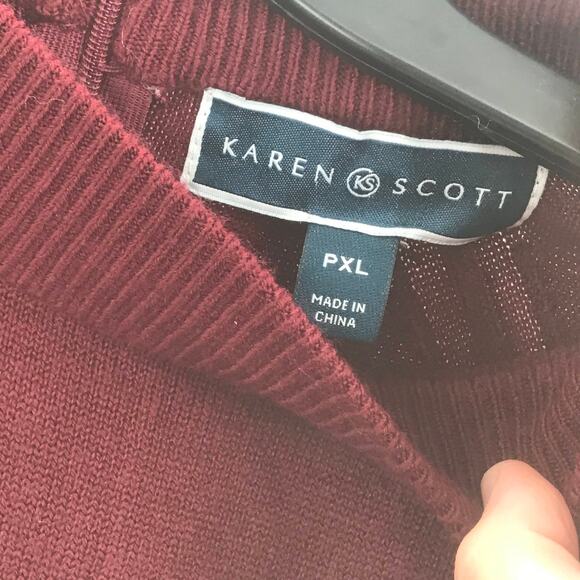 KAREN KS SCOTT
PXL
MADE IN
CHINA